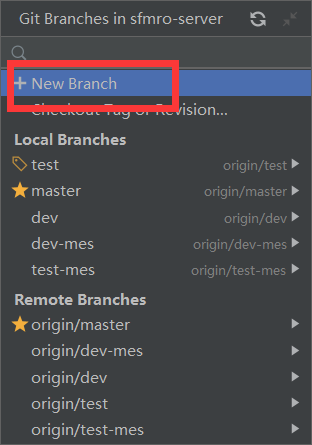 Git Branches in sfmro-server
+ New Branch
Checkout Tag or Revision...
Local Branches
test origin/test
master origin/master
dev origin/dev
dev-mes origin/dev-mes
test-mes origin/test-mes
Remote Branches
origin/master
origin/dev-mes
origin/dev
origin/test
origin/test-mes